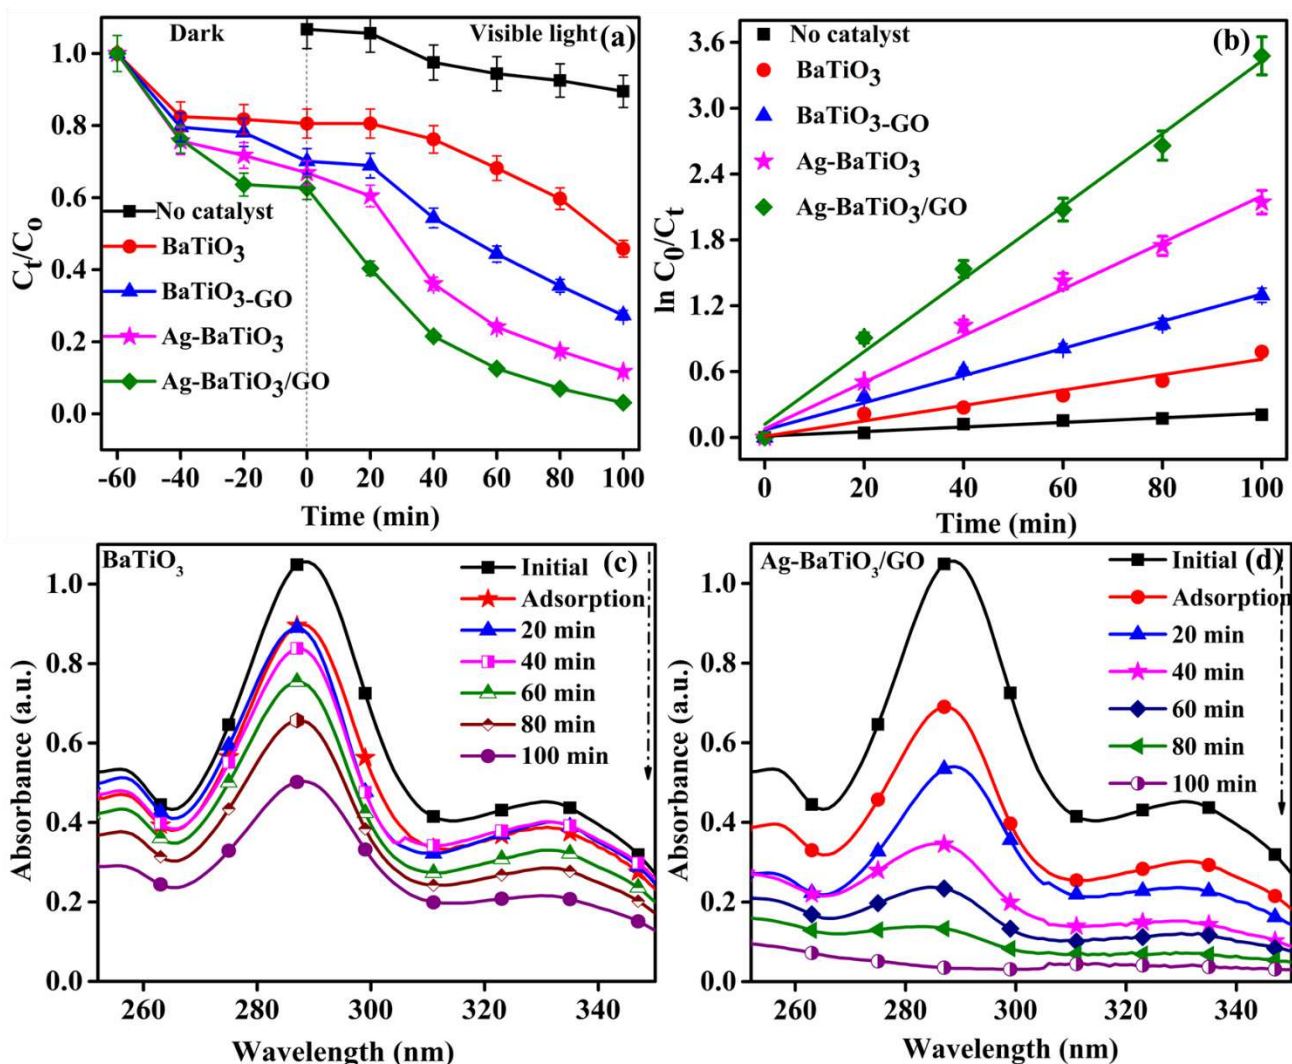 Dark
Visible light
(a)
1.0
0.8
0.6
0.4
0.2
0.0
Cₜ/Cₒ
No catalyst
BaTiO₃
BaTiO₃-GO
Ag-BaTiO₃
Ag-BaTiO₃/GO
-60 -40 -20 0 20 40 60 80 100
Time (min)
(b)
3.6
3.0
2.4
1.8
1.2
0.6
0.0
ln C₀/Cₜ
No catalyst
BaTiO₃
BaTiO₃-GO
Ag-BaTiO₃
Ag-BaTiO₃/GO
0 20 40 60 80 100
Time (min)
BaTiO₃
(c)
1.0
0.8
0.6
0.4
0.2
0.0
Absorbance (a.u.)
Initial
Adsorption
20 min
40 min
60 min
80 min
100 min
260 280 300 320 340
Wavelength (nm)
Ag-BaTiO₃/GO
(d)
1.0
0.8
0.6
0.4
0.2
0.0
Absorbance (a.u.)
Initial
Adsorption
20 min
40 min
60 min
80 min
100 min
260 280 300 320 340
Wavelength (nm)